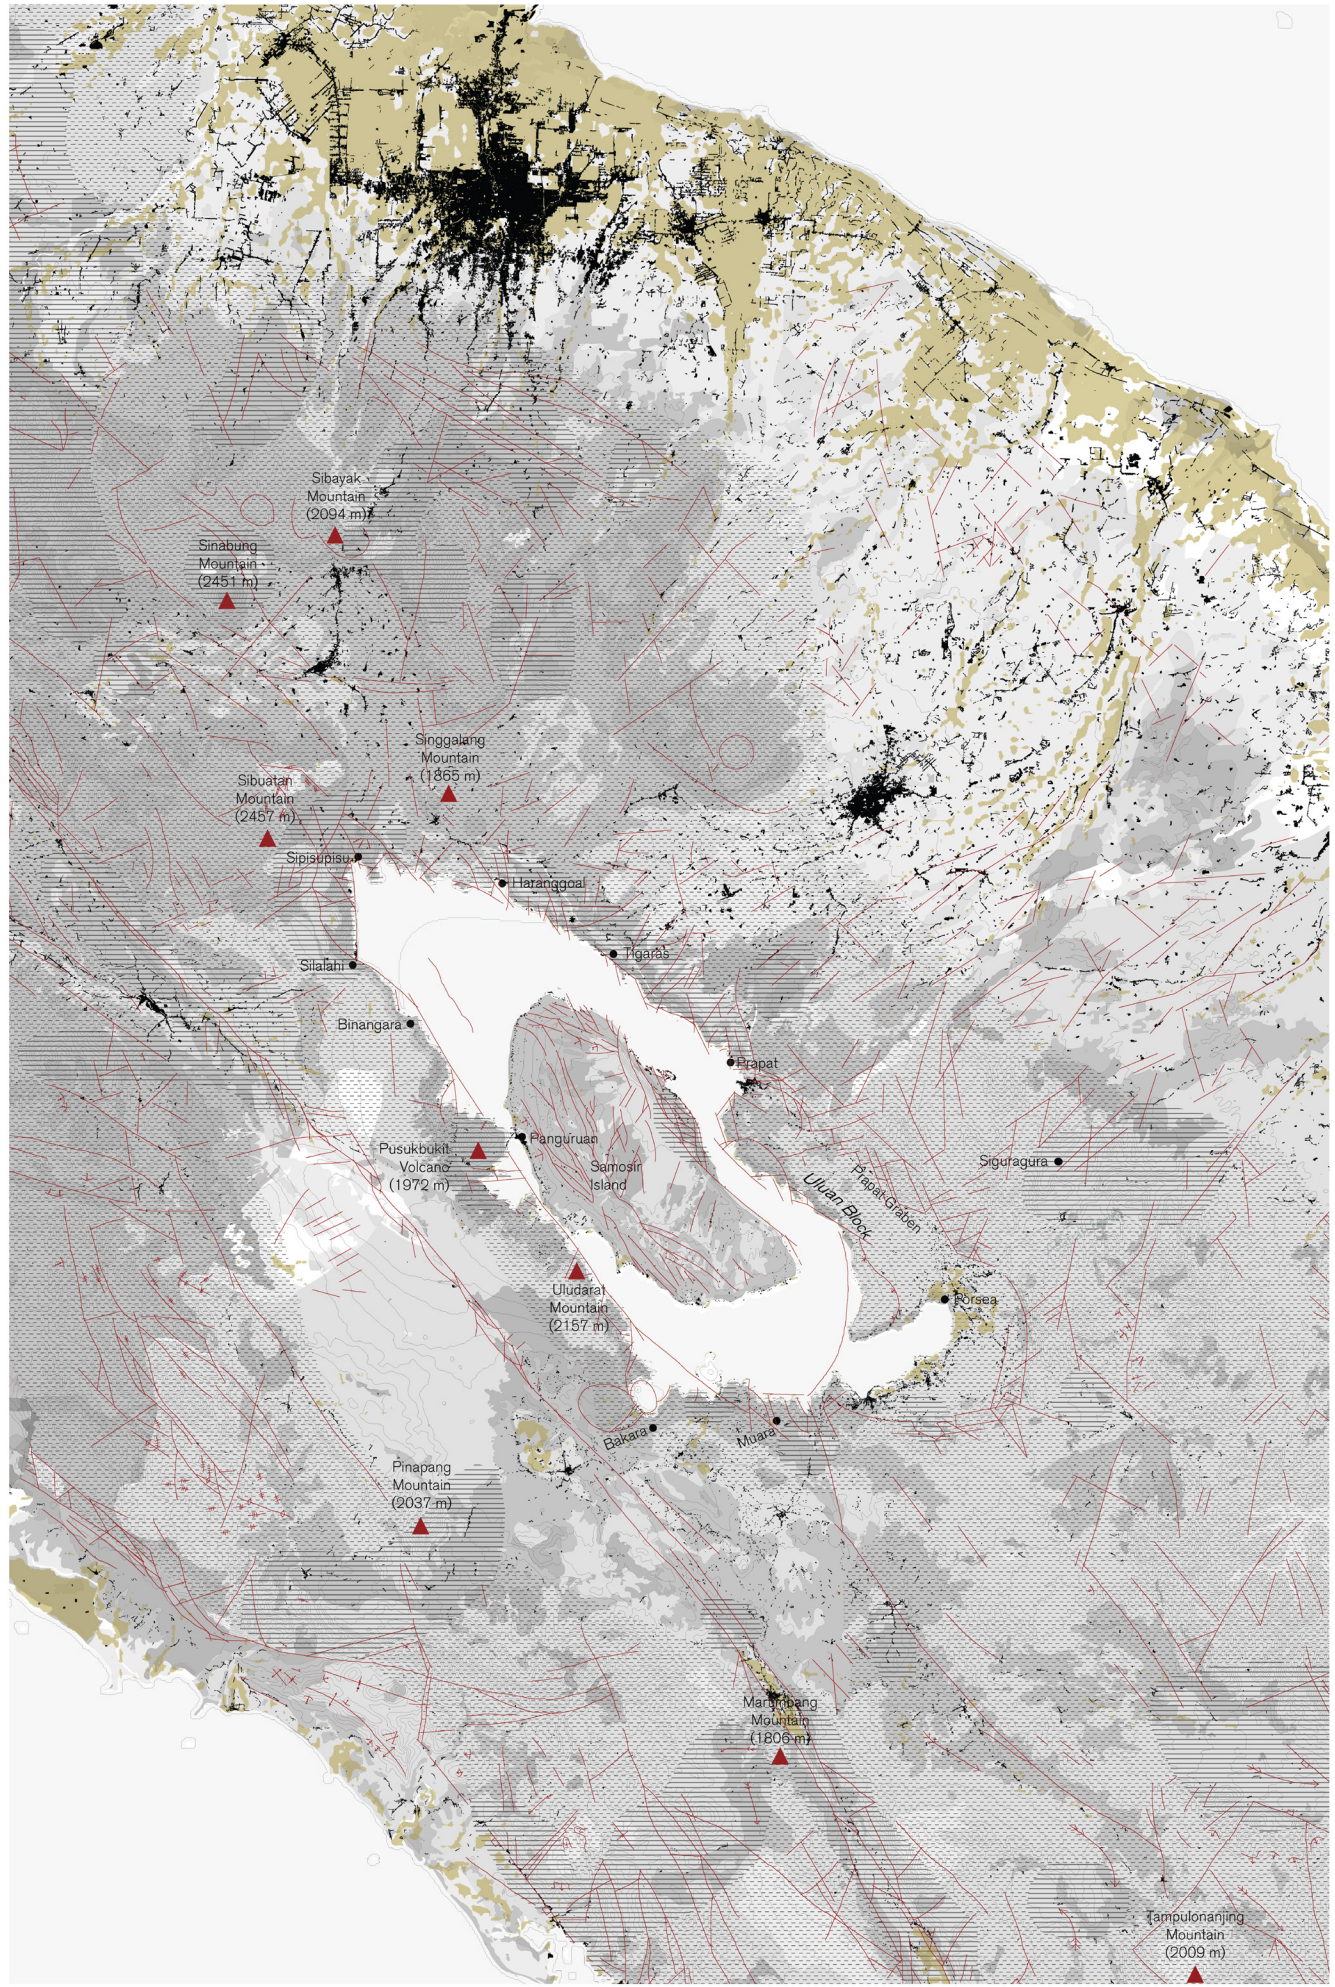 Sibayak
Mountain
(2094 m)
Sinabung
Mountain
(2451 m)
Singgalang
Mountain
(1865 m)
Sibuatan
Mountain
(2457 m)
Sipisupisu
Haranggoal
Tigaras
Silalahi
Binangara
Prapat
Panguruan
Pusukbukit
Volcano
(1972 m)
Samosir
Island
Siguragura
Prapat Graben
Uluan Block
Uludarat
Mountain
(2157 m)
Porsea
Bakara
Muara
Pinapang
Mountain
(2037 m)
Martimbang
Mountain
(1806 m)
Tampulonanjing
Mountain
(2009 m)